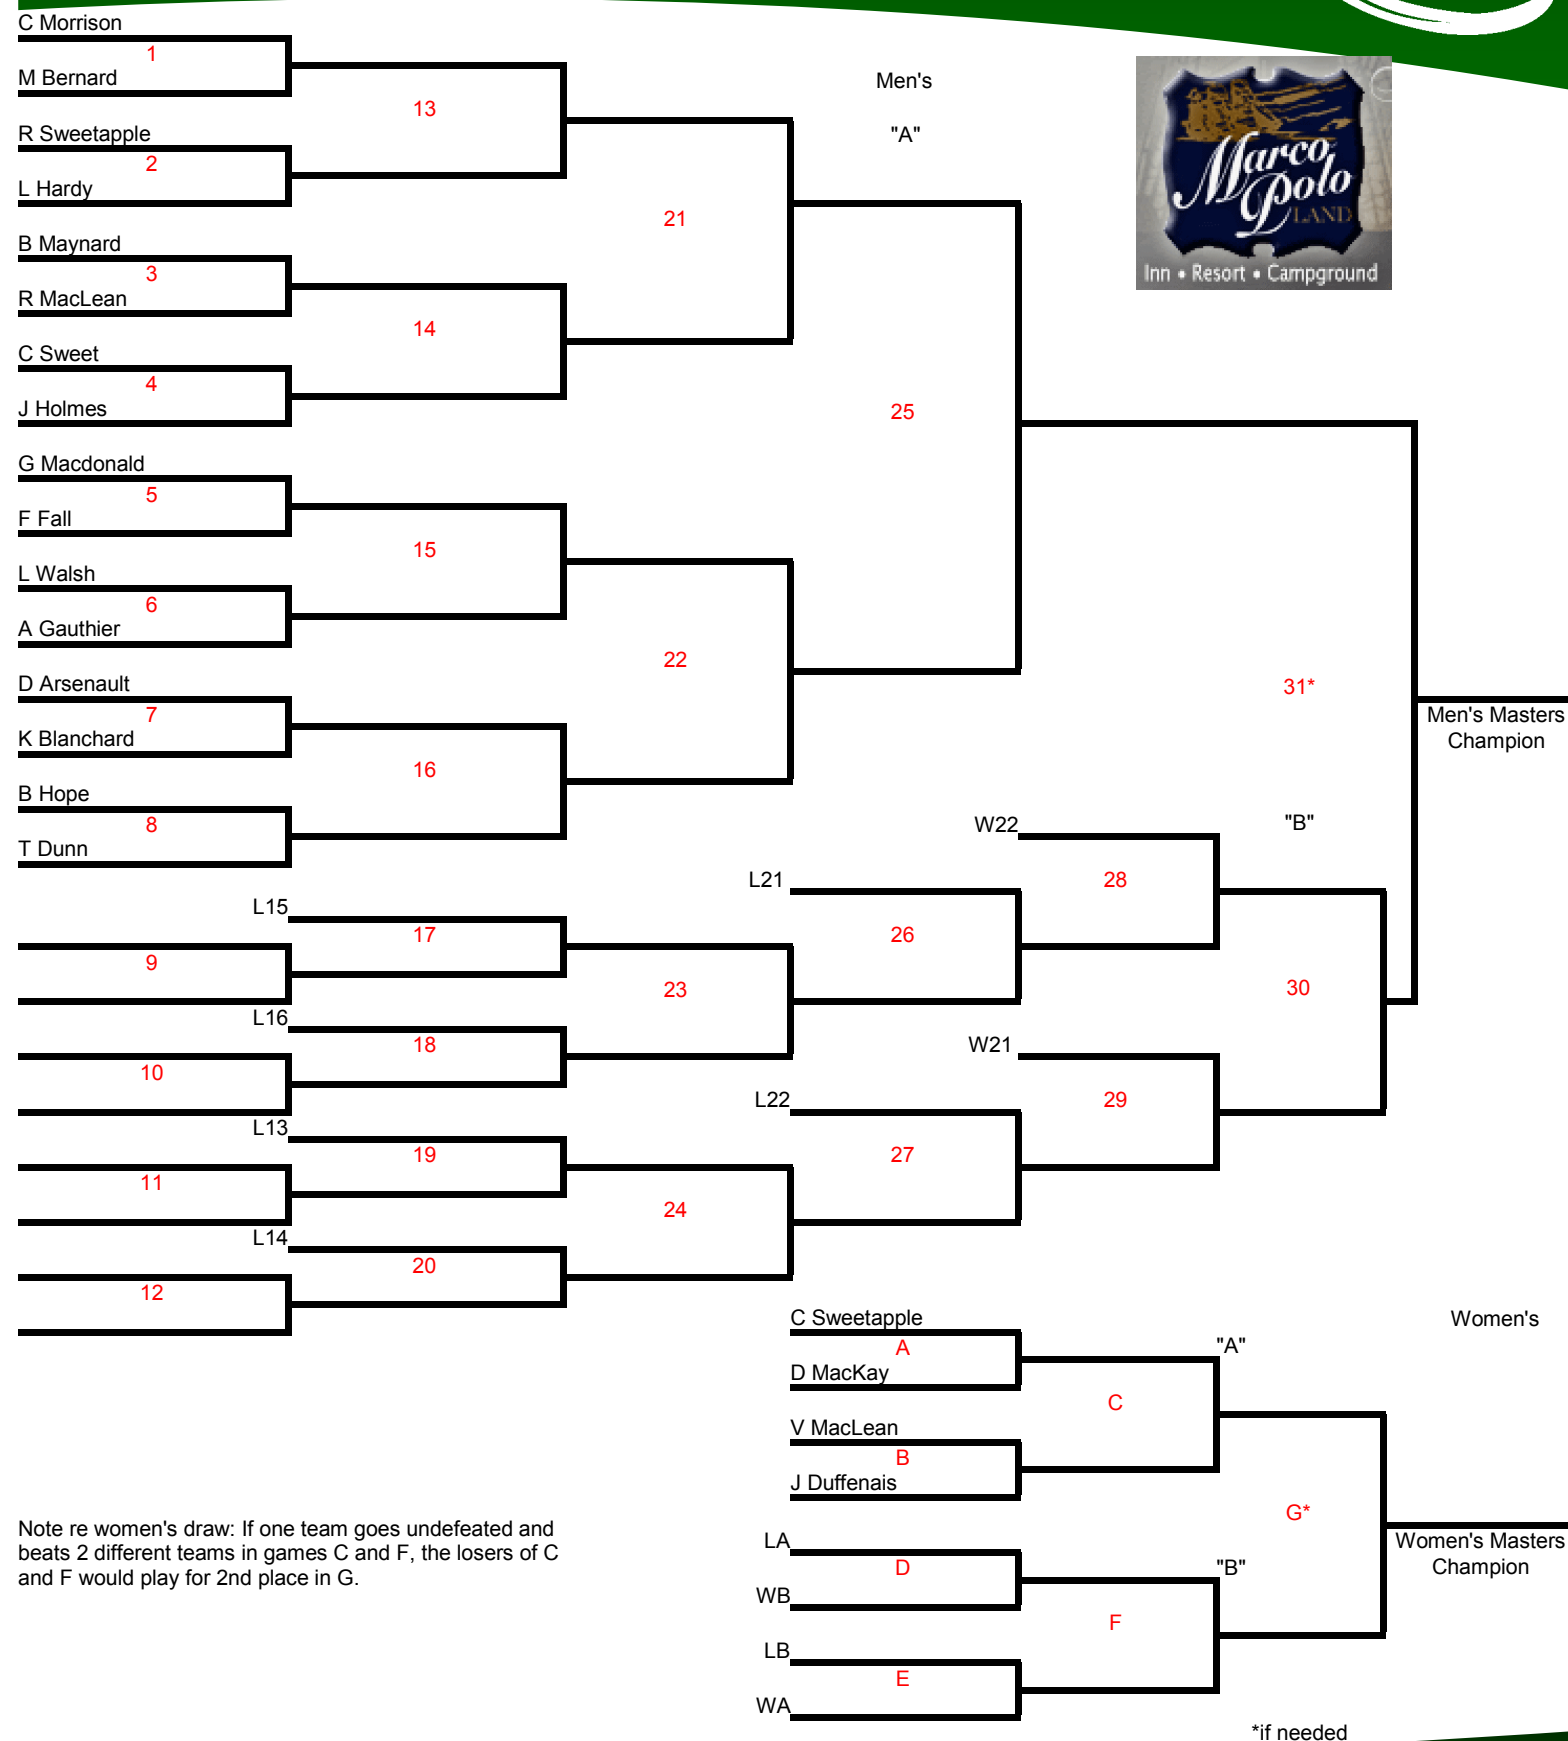 C Morrison
1
M Bernard
13
R Sweetapple
2
L Hardy
21
B Maynard
3
R MacLean
14
C Sweet
4
J Holmes
25
G Macdonald
5
F Fall
15
L Walsh
6
A Gauthier
22
D Arsenault
7
K Blanchard
16
B Hope
8
T Dunn
Men's
"A"
Marco
Polo
LAND
Inn • Resort • Campground
31*
Men's Masters
Champion
"B"
W22
28
L21
26
L15
17
9
23
30
L16
18
10
W21
29
L22
27
L13
19
11
24
L14
20
12
Women's
C Sweetapple
A
D MacKay
"A"
C
V MacLean
B
J Duffenais
G*
Women's Masters
Champion
LA
D
WB
"B"
F
LB
E
WA
Note re women's draw: If one team goes undefeated and
beats 2 different teams in games C and F, the losers of C
and F would play for 2nd place in G.
*if needed